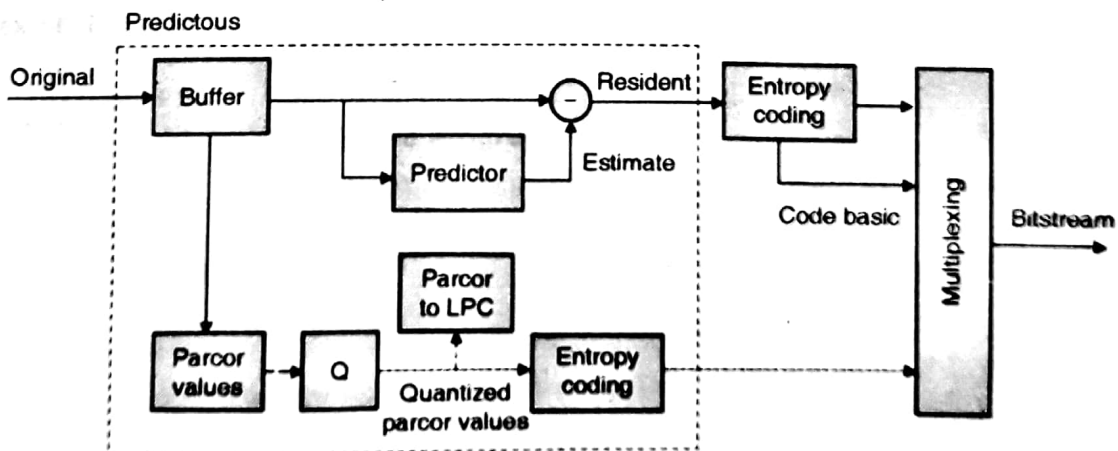 Predictous
Original
Buffer
Resident
Entropy
coding
Predictor
Estimate
Code basic
Multiplexing
Bitstream
Parcor
to LPC
Parcor
values
Q
Quantized
parcor values
Entropy
coding